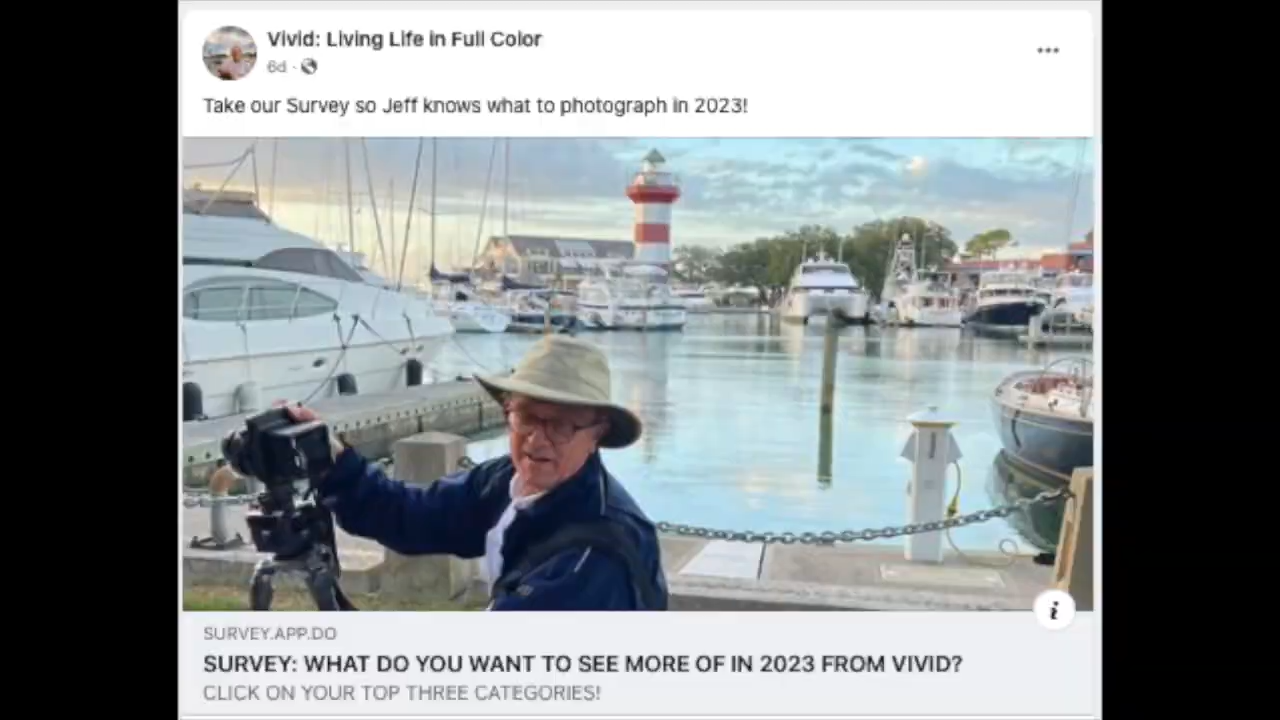 Vivid: Living Life in Full Color
6d ·
Take our Survey so Jeff knows what to photograph in 2023!
i
SURVEY.APP.DO
SURVEY: WHAT DO YOU WANT TO SEE MORE OF IN 2023 FROM VIVID?
CLICK ON YOUR TOP THREE CATEGORIES!